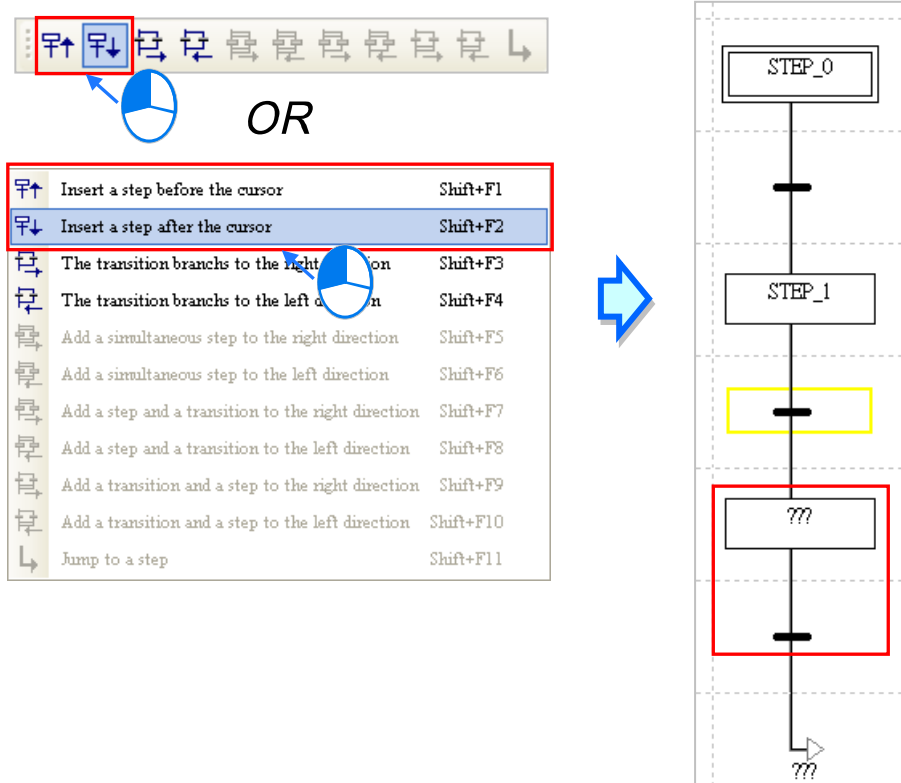 OR
Insert a step before the cursor Shift+F1
Insert a step after the cursor Shift+F2
The transition branchs to the right Shift+F3
The transition branchs to the left Shift+F4
Add a simultaneous step to the right direction Shift+F5
Add a simultaneous step to the left direction Shift+F6
Add a step and a transition to the right direction Shift+F7
Add a step and a transition to the left direction Shift+F8
Add a transition and a step to the right direction Shift+F9
Add a transition and a step to the left direction Shift+F10
Jump to a step Shift+F11
STEP_0
STEP_1
???
???